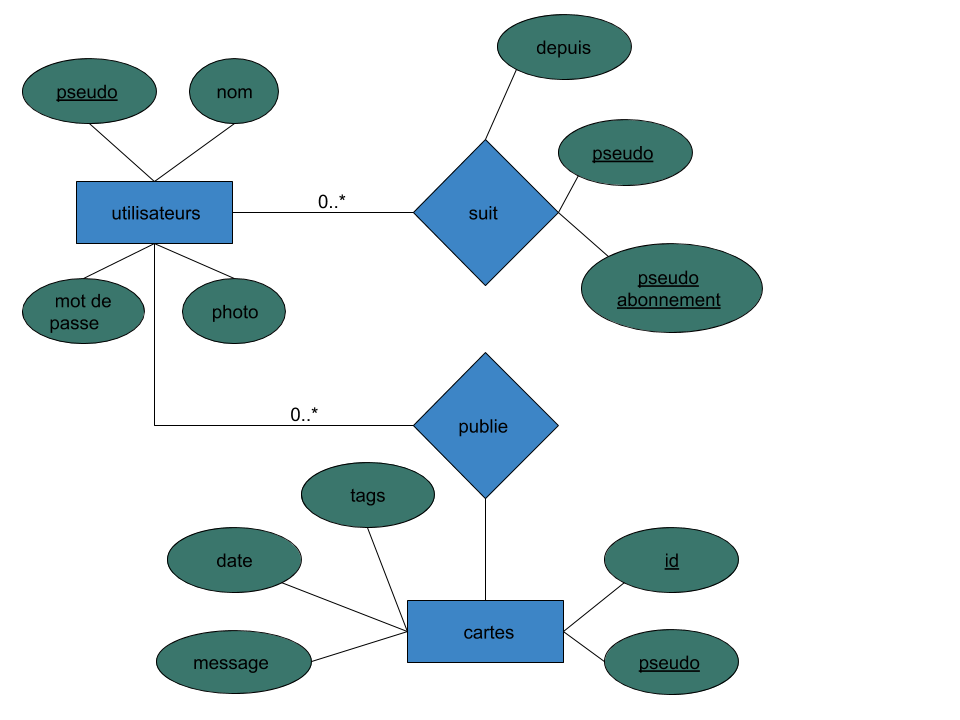 depuis
pseudo
nom
pseudo
0..*
utilisateurs
suit
pseudo
abonnement
mot de
passe
photo
0..*
publie
tags
date
id
cartes
message
pseudo